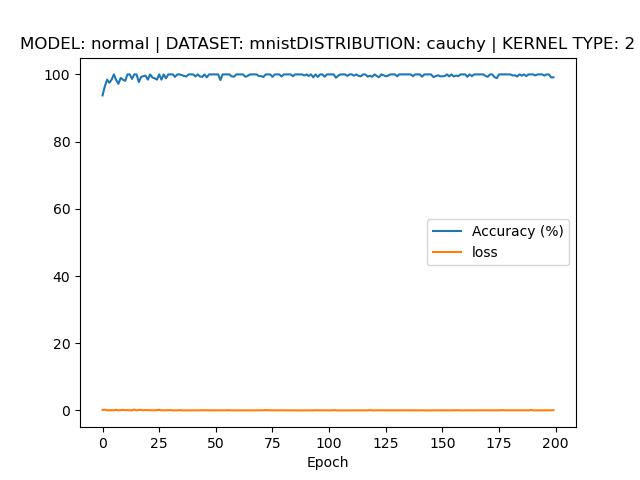 MODEL: normal | DATASET: mnistDISTRIBUTION: cauchy | KERNEL TYPE: 2
100
80
60
40
20
0
Accuracy (%)
loss
0 25 50 75 100 125 150 175 200
Epoch